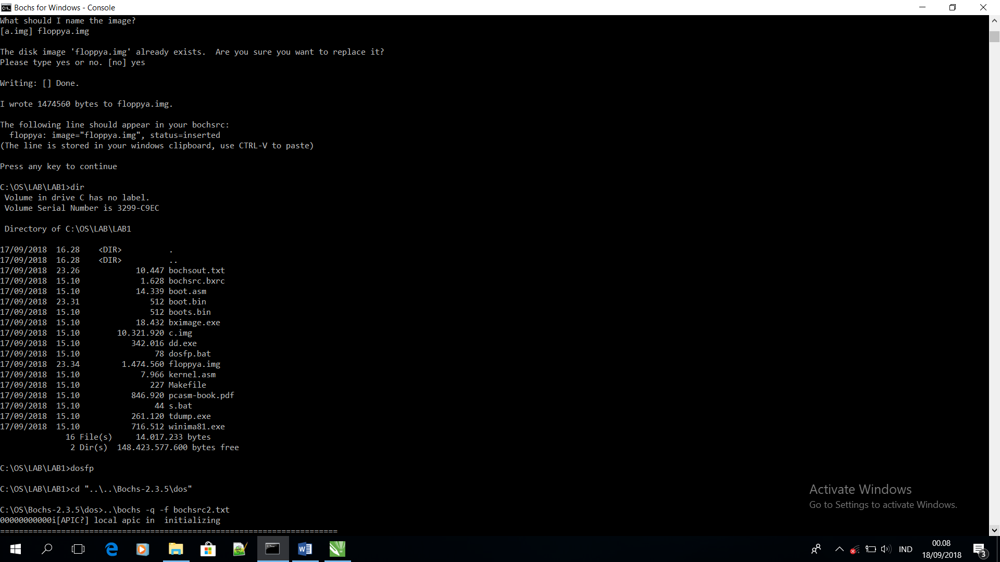 Bochs for Windows - Console
What should I name the image?
[a.img] floppya.img
The disk image 'floppya.img' already exists.  Are you sure you want to replace it?
Please type yes or no. [no] yes
Writing: [] Done.
I wrote 1474560 bytes to floppya.img.
The following line should appear in your bochsrc:
  floppya: image="floppya.img", status=inserted
(The line is stored in your windows clipboard, use CTRL-V to paste)
Press any key to continue
C:\OS\LAB\LAB1>dir
 Volume in drive C has no label.
 Volume Serial Number is 3299-C9EC
 Directory of C:\OS\LAB\LAB1
17/09/2018  16.28    <DIR>          .
17/09/2018  16.28    <DIR>          ..
17/09/2018  23.26            10.447 bochsout.txt
17/09/2018  15.10             1.628 bochsrc.bxrc
17/09/2018  15.10            14.339 boot.asm
17/09/2018  23.31               512 boot.bin
17/09/2018  15.10               512 boots.bin
17/09/2018  15.10            18.432 bximage.exe
17/09/2018  15.10        10.321.920 c.img
17/09/2018  15.10           342.016 dd.exe
17/09/2018  15.10                78 dosfp.bat
17/09/2018  23.34         1.474.560 floppya.img
17/09/2018  15.10             7.966 kernel.asm
17/09/2018  15.10               227 Makefile
17/09/2018  15.10           846.920 pcasm-book.pdf
17/09/2018  15.10                44 s.bat
17/09/2018  15.10           261.120 tdump.exe
17/09/2018  15.10           716.512 winima81.exe
              16 File(s)     14.017.233 bytes
               2 Dir(s)  148.423.577.600 bytes free
C:\OS\LAB\LAB1>dosfp
C:\OS\LAB\LAB1>cd "..\..\Bochs-2.3.5\dos"
C:\OS\Bochs-2.3.5\dos>..\bochs -q -f bochsrc2.txt
00000000000i[APIC?] local apic in  initializing
========================================================================
Activate Windows
Go to Settings to activate Windows.
IND
00.08
18/09/2018
3